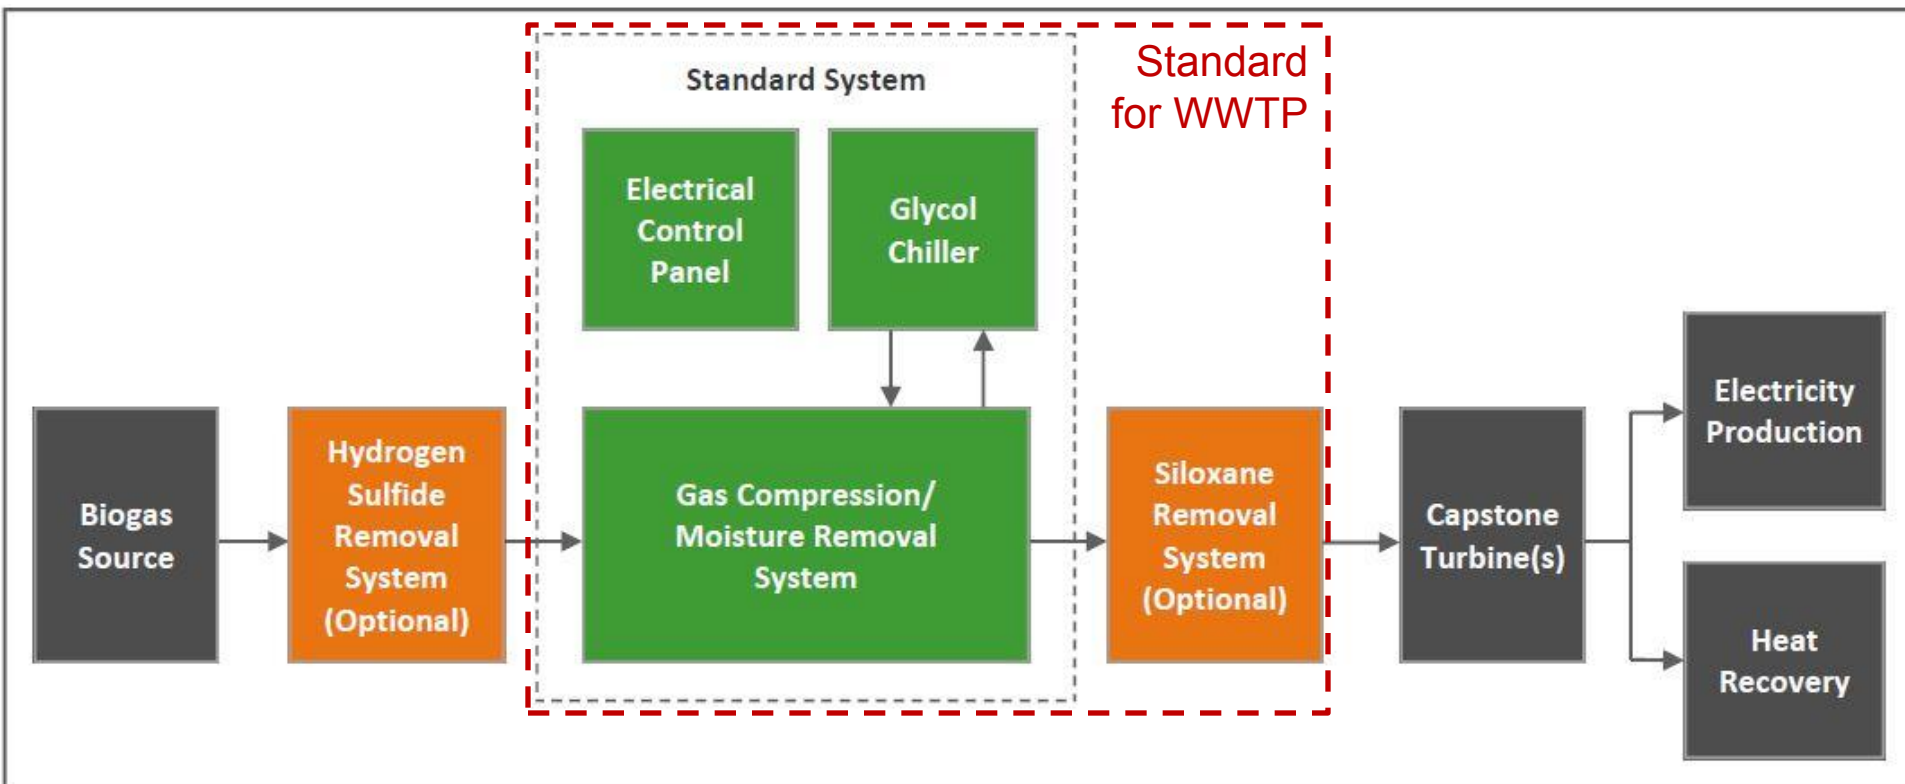 Standard
for WWTP
Standard System
Electrical
Control
Panel
Glycol
Chiller
Biogas
Source
Hydrogen
Sulfide
Removal
System
(Optional)
Gas Compression/
Moisture Removal
System
Siloxane
Removal
System
(Optional)
Capstone
Turbine(s)
Electricity
Production
Heat
Recovery